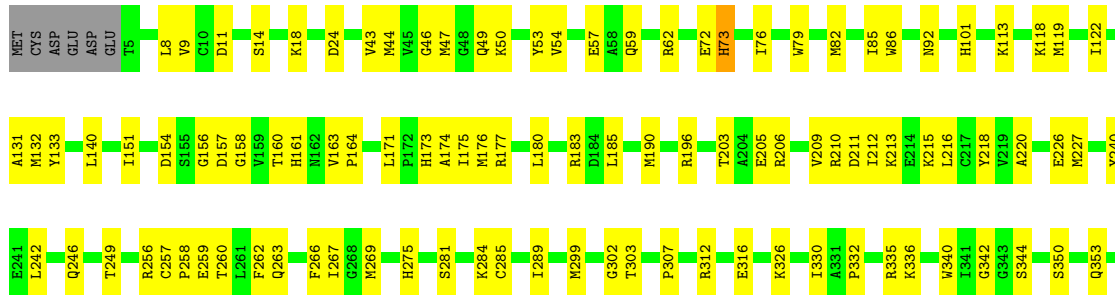 MET CYS ASP GLU ASP GLU T5 L8 V9 C10 D11 S14 K18 D24 V43 M44 V45 G46 M47 G48 Q49 K50 Y53 V54 E57 A58 Q59 R62 E72 H73 I76 W79 M82 I85 W86 N92 H101 K113 K118 M119 I122
A131 M132 Y133 L140 I151 D154 S155 G156 D157 G158 V159 T160 H161 N162 V163 P164 L171 P172 H173 A174 I175 M176 R177 L180 R183 D184 L185 M190 R196 T203 A204 E205 R206 V209 R210 D211 I212 K213 E214 K215 L216 C217 Y218 V219 A220 E226 M227 Y240
E241 L242 Q246 T249 R256 C257 P258 E259 T260 L261 F262 Q263 F266 I267 G268 M269 H275 S281 K284 C285 I289 M299 G302 T303 P307 R312 E316 K326 I330 A331 P332 R335 K336 W340 I341 G342 G343 S344 S350 Q353